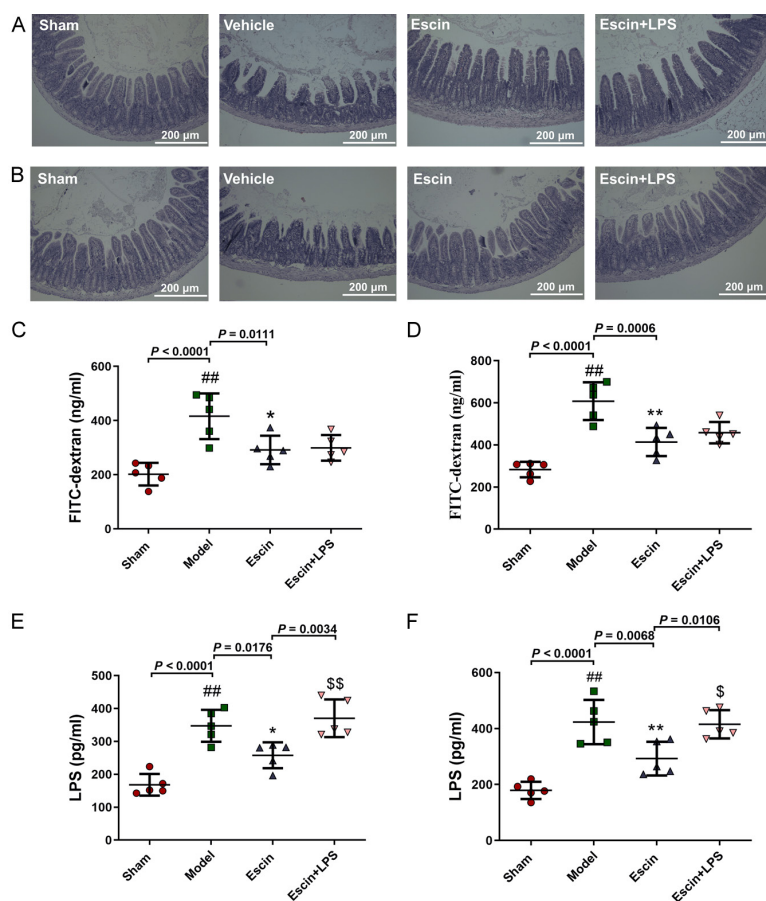 A
Sham
Vehicle
Escin
Escin+LPS
200 μm
200 μm
200 μm
200 μm
B
Sham
Vehicle
Escin
Escin+LPS
200 μm
200 μm
200 μm
200 μm
C
P = 0.0111
P < 0.0001
##
*
FITC-dextran (ng/ml)
600
400
200
0
Sham
Model
Escin
Escin+LPS
D
P = 0.0006
P < 0.0001
##
**
FITC-dextran (ng/ml)
800
600
400
200
0
Sham
Model
Escin
Escin+LPS
E
P = 0.0034
P = 0.0176
P < 0.0001
##
*
$$
LPS (pg/ml)
500
400
300
200
100
0
Sham
Model
Escin
Escin+LPS
F
P = 0.0106
P = 0.0068
P < 0.0001
##
**
$
LPS (pg/ml)
600
400
200
0
Sham
Model
Escin
Escin+LPS